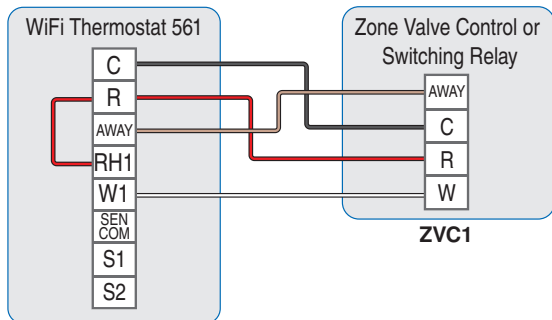 WiFi Thermostat 561
C
R
AWAY
RH1
W1
SEN
COM
S1
S2
Zone Valve Control or
Switching Relay
AWAY
C
R
W
ZVC1